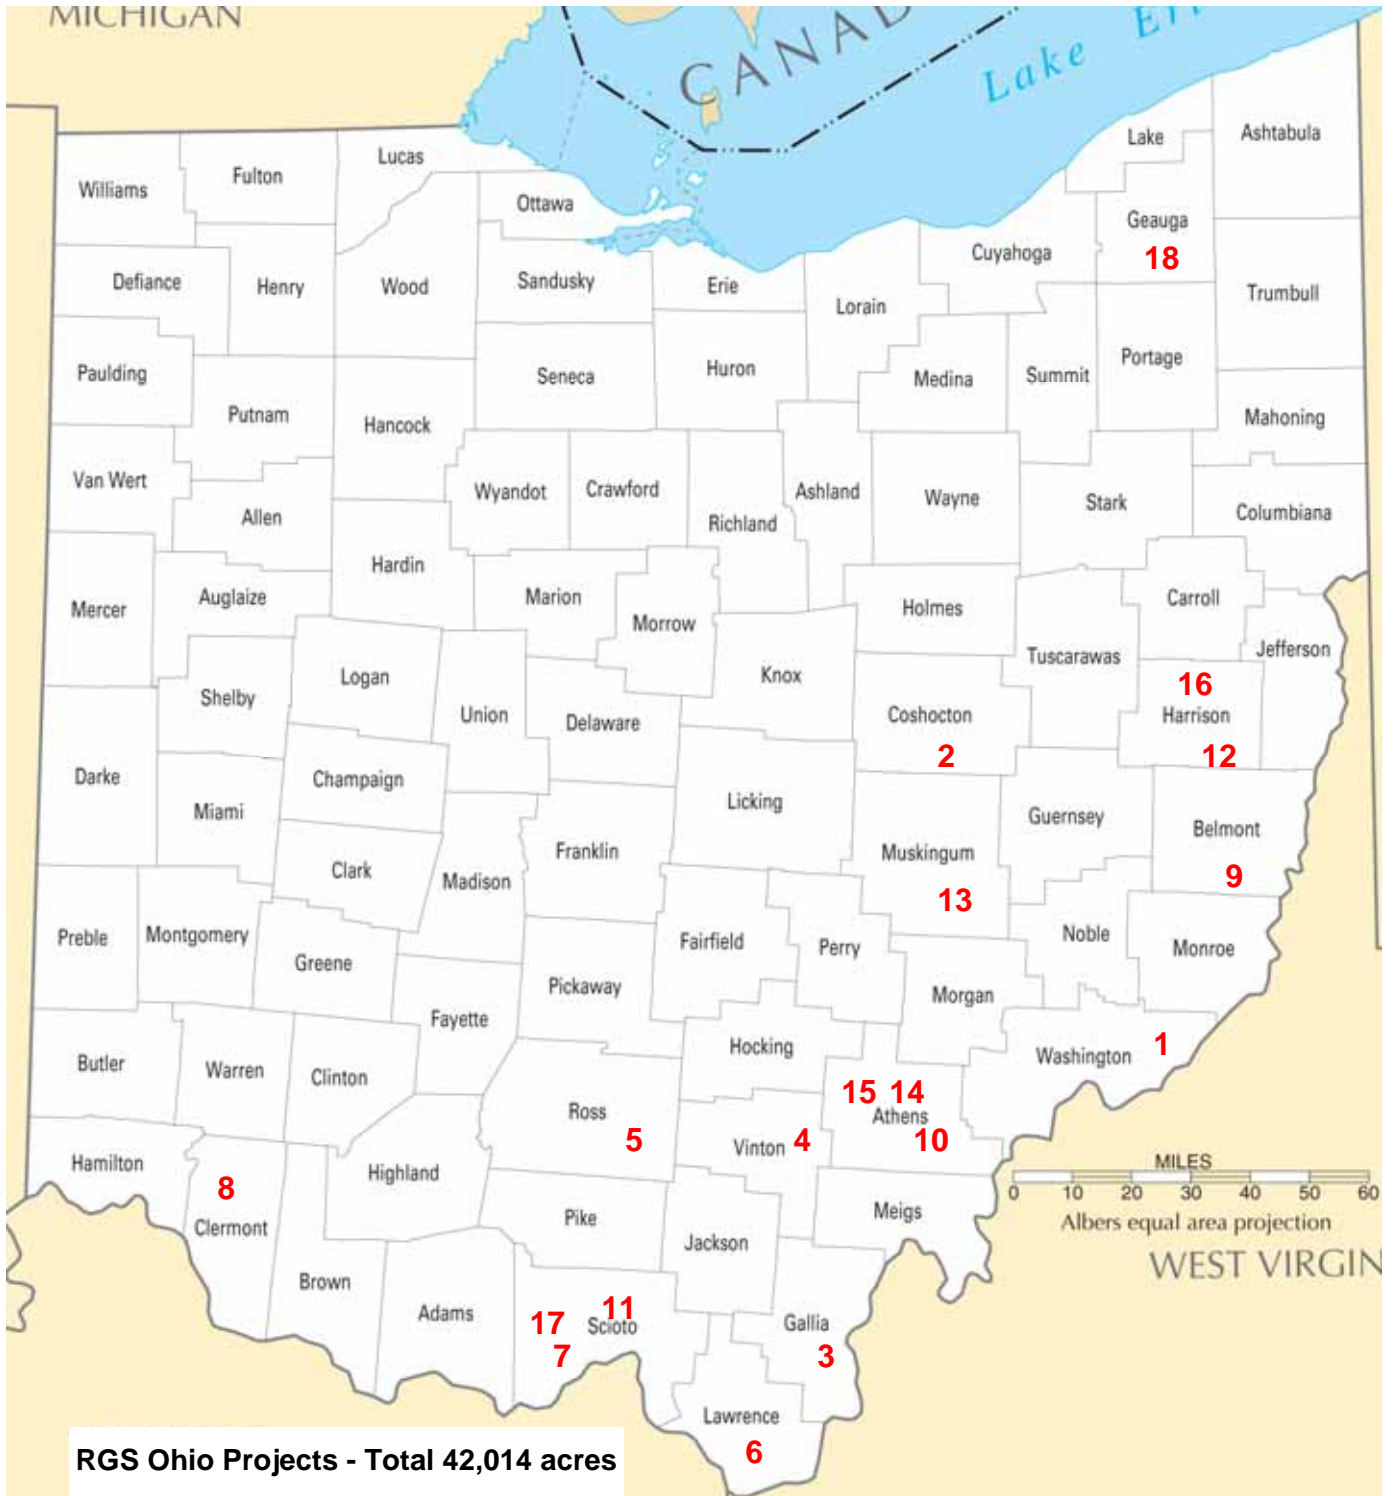 MICHIGAN
CANAD
Lake Eri
Lake
Ashtabula
Lucas
Fulton
Williams
Ottawa
Geauga
18
Cuyahoga
Defiance
Henry
Wood
Sandusky
Erie
Lorain
Trumbull
Paulding
Seneca
Huron
Medina
Summit
Portage
Putnam
Hancock
Mahoning
Van Wert
Allen
Wyandot
Crawford
Richland
Ashland
Wayne
Stark
Columbiana
Hardin
Mercer
Auglaize
Marion
Morrow
Holmes
Carroll
Jefferson
Tuscarawas
Logan
Knox
16
Shelby
Union
Delaware
Coshocton
Harrison
2
12
Darke
Champaign
Miami
Licking
Guernsey
Belmont
Clark
Madison
Franklin
Muskingum
9
13
Preble
Montgomery
Greene
Fairfield
Perry
Noble
Monroe
Pickaway
Morgan
Fayette
Butler
Warren
Clinton
Hocking
Washington 1
15 14
Ross
Athens
5
Vinton 4
10
Hamilton
Highland
8
Clermont
Pike
Jackson
Meigs
MILES
0 10 20 30 40 50 60
Albers equal area projection
WEST VIRGIN
Brown
Adams
11
17
Scioto
7
Gallia
3
Lawrence
6
RGS Ohio Projects - Total 42,014 acres